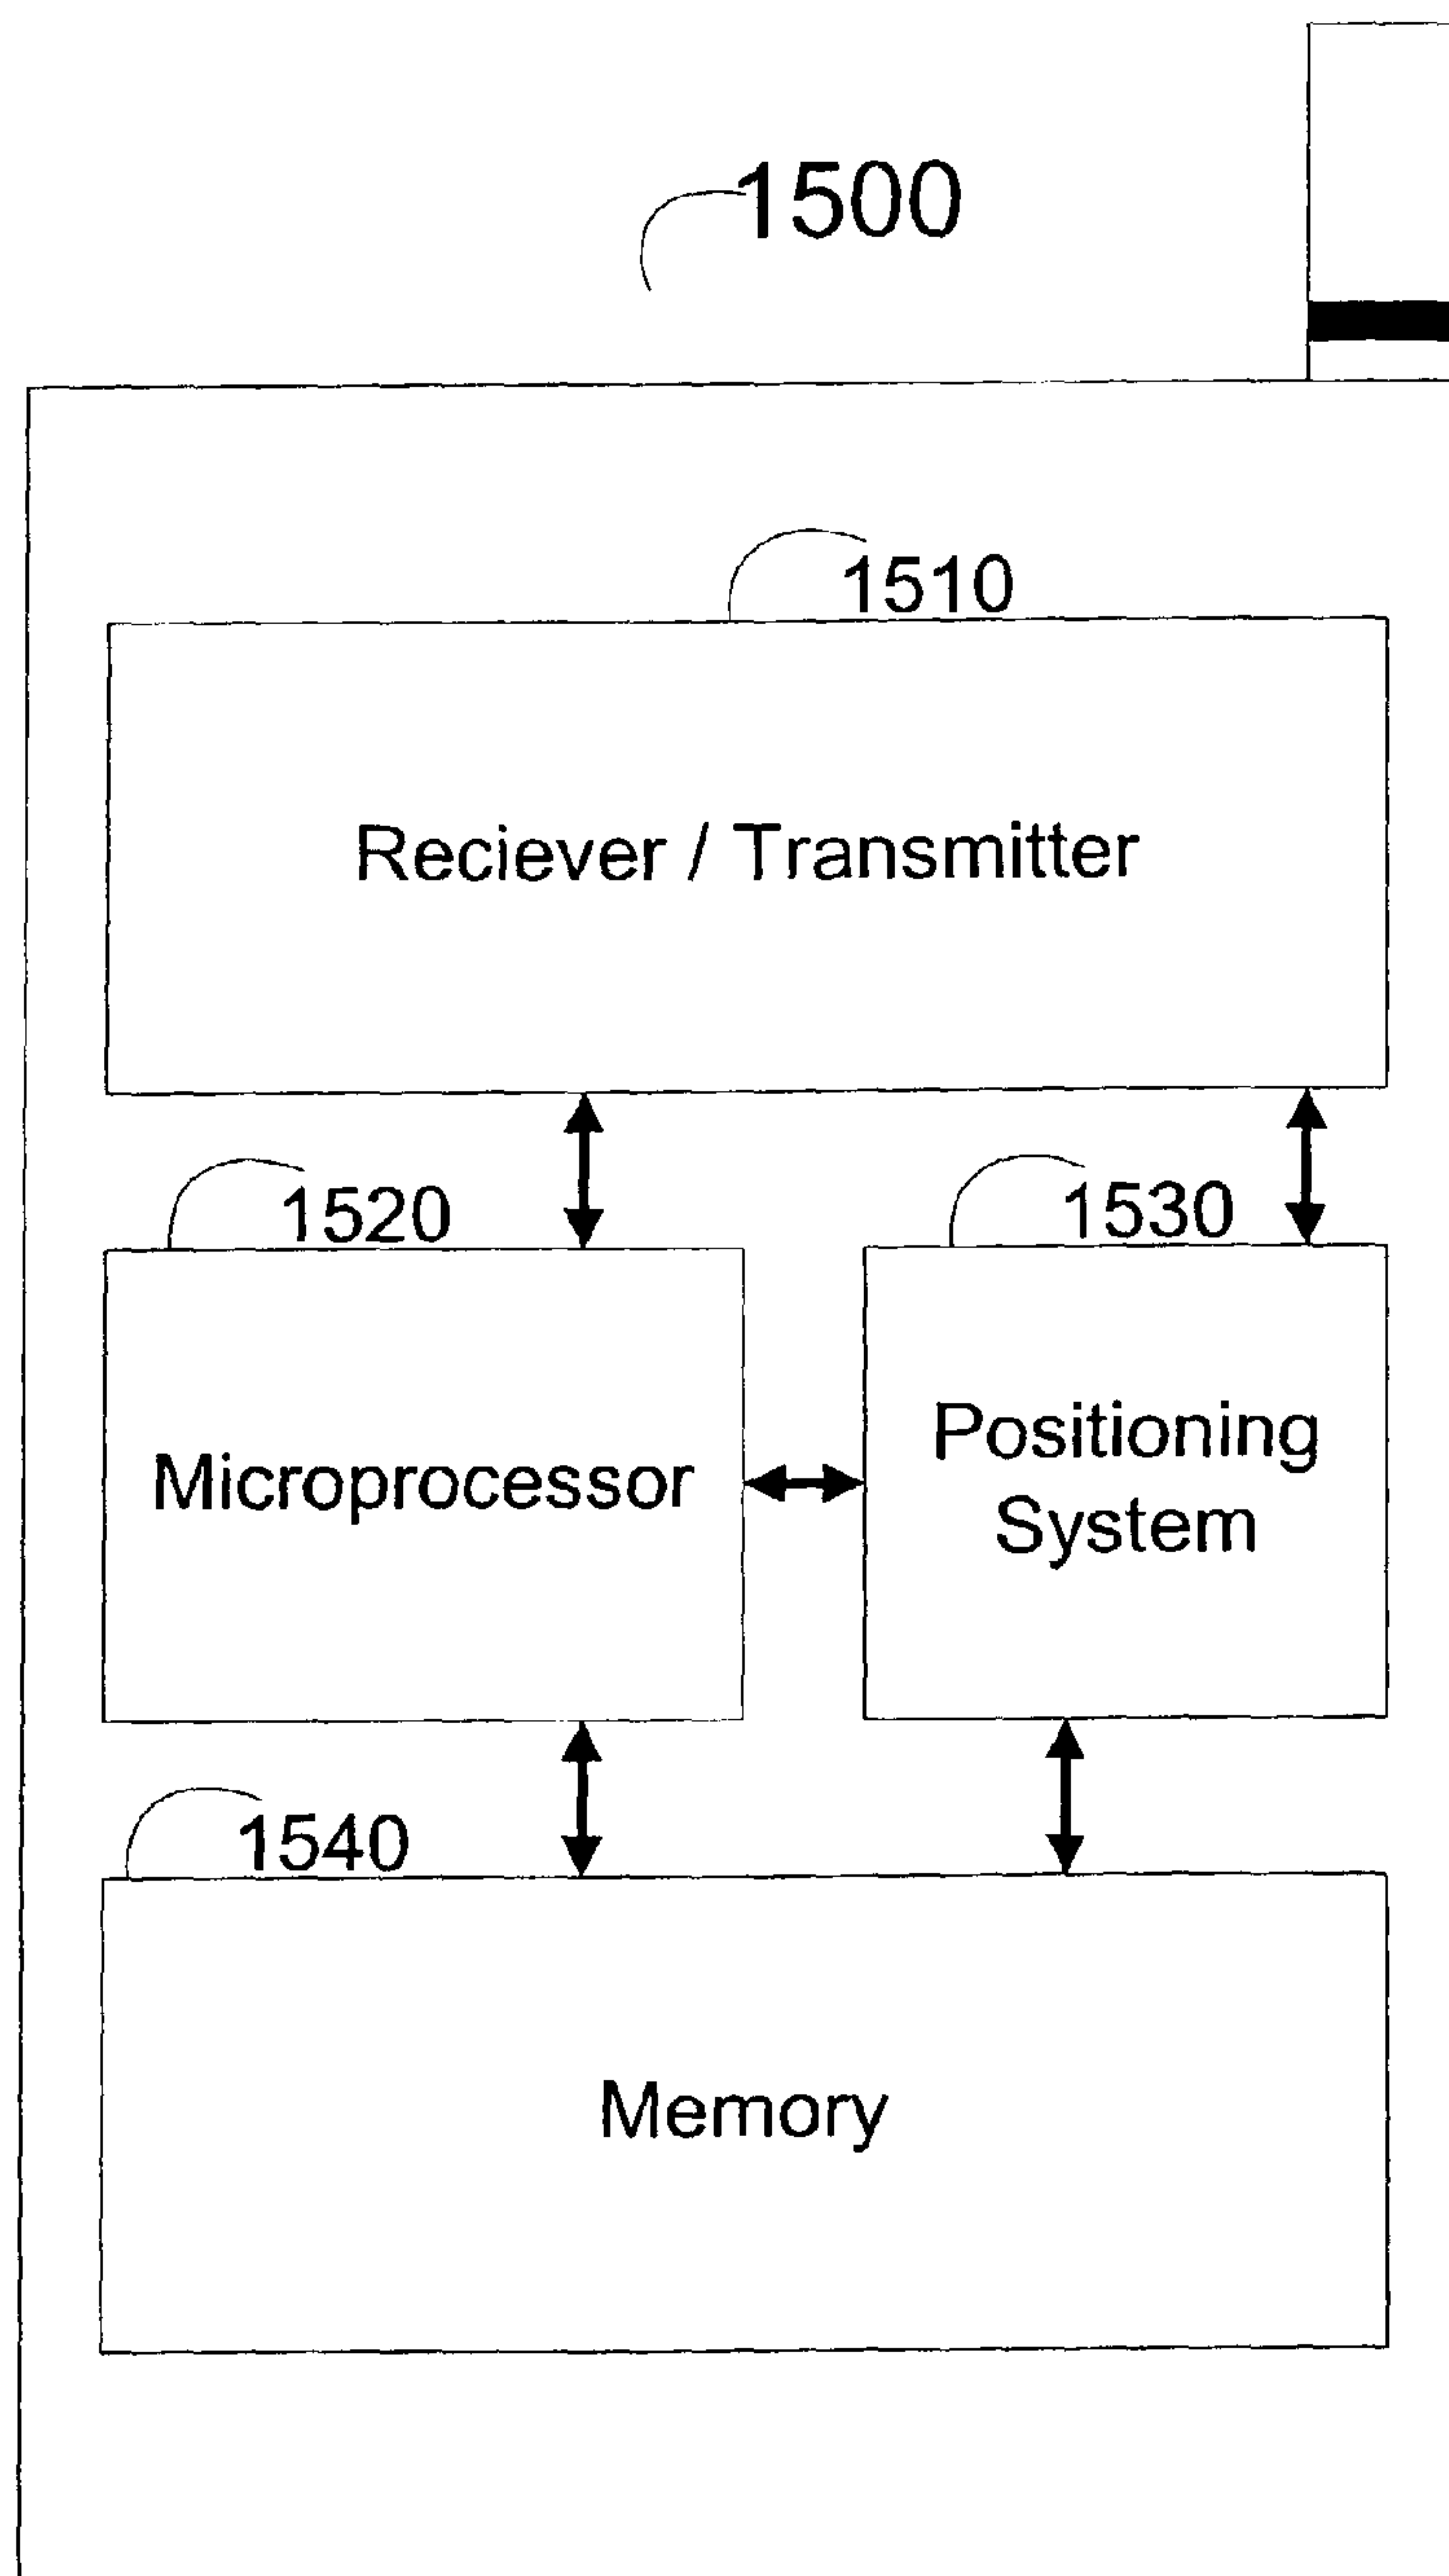 1500
1510
Reciever / Transmitter
1520
1530
Microprocessor
Positioning
System
1540
Memory